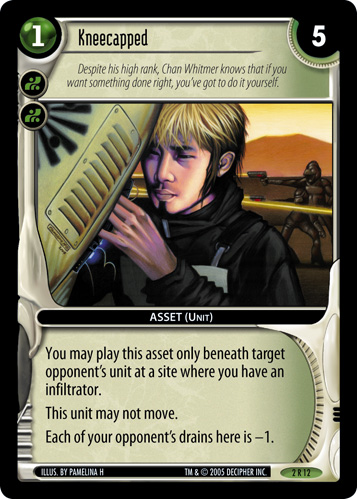 1 Kneecapped 5
Despite his high rank, Chan Whitmer knows that if you
want something done right, you've got to do it yourself.
ASSET (UNIT)
You may play this asset only beneath target
opponent's unit at a site where you have an
infiltrator.
This unit may not move.
Each of your opponent's drains here is –1.
ILLUS. BY PAMELINA H TM & © 2005 DECIPHER INC. 2 R 12